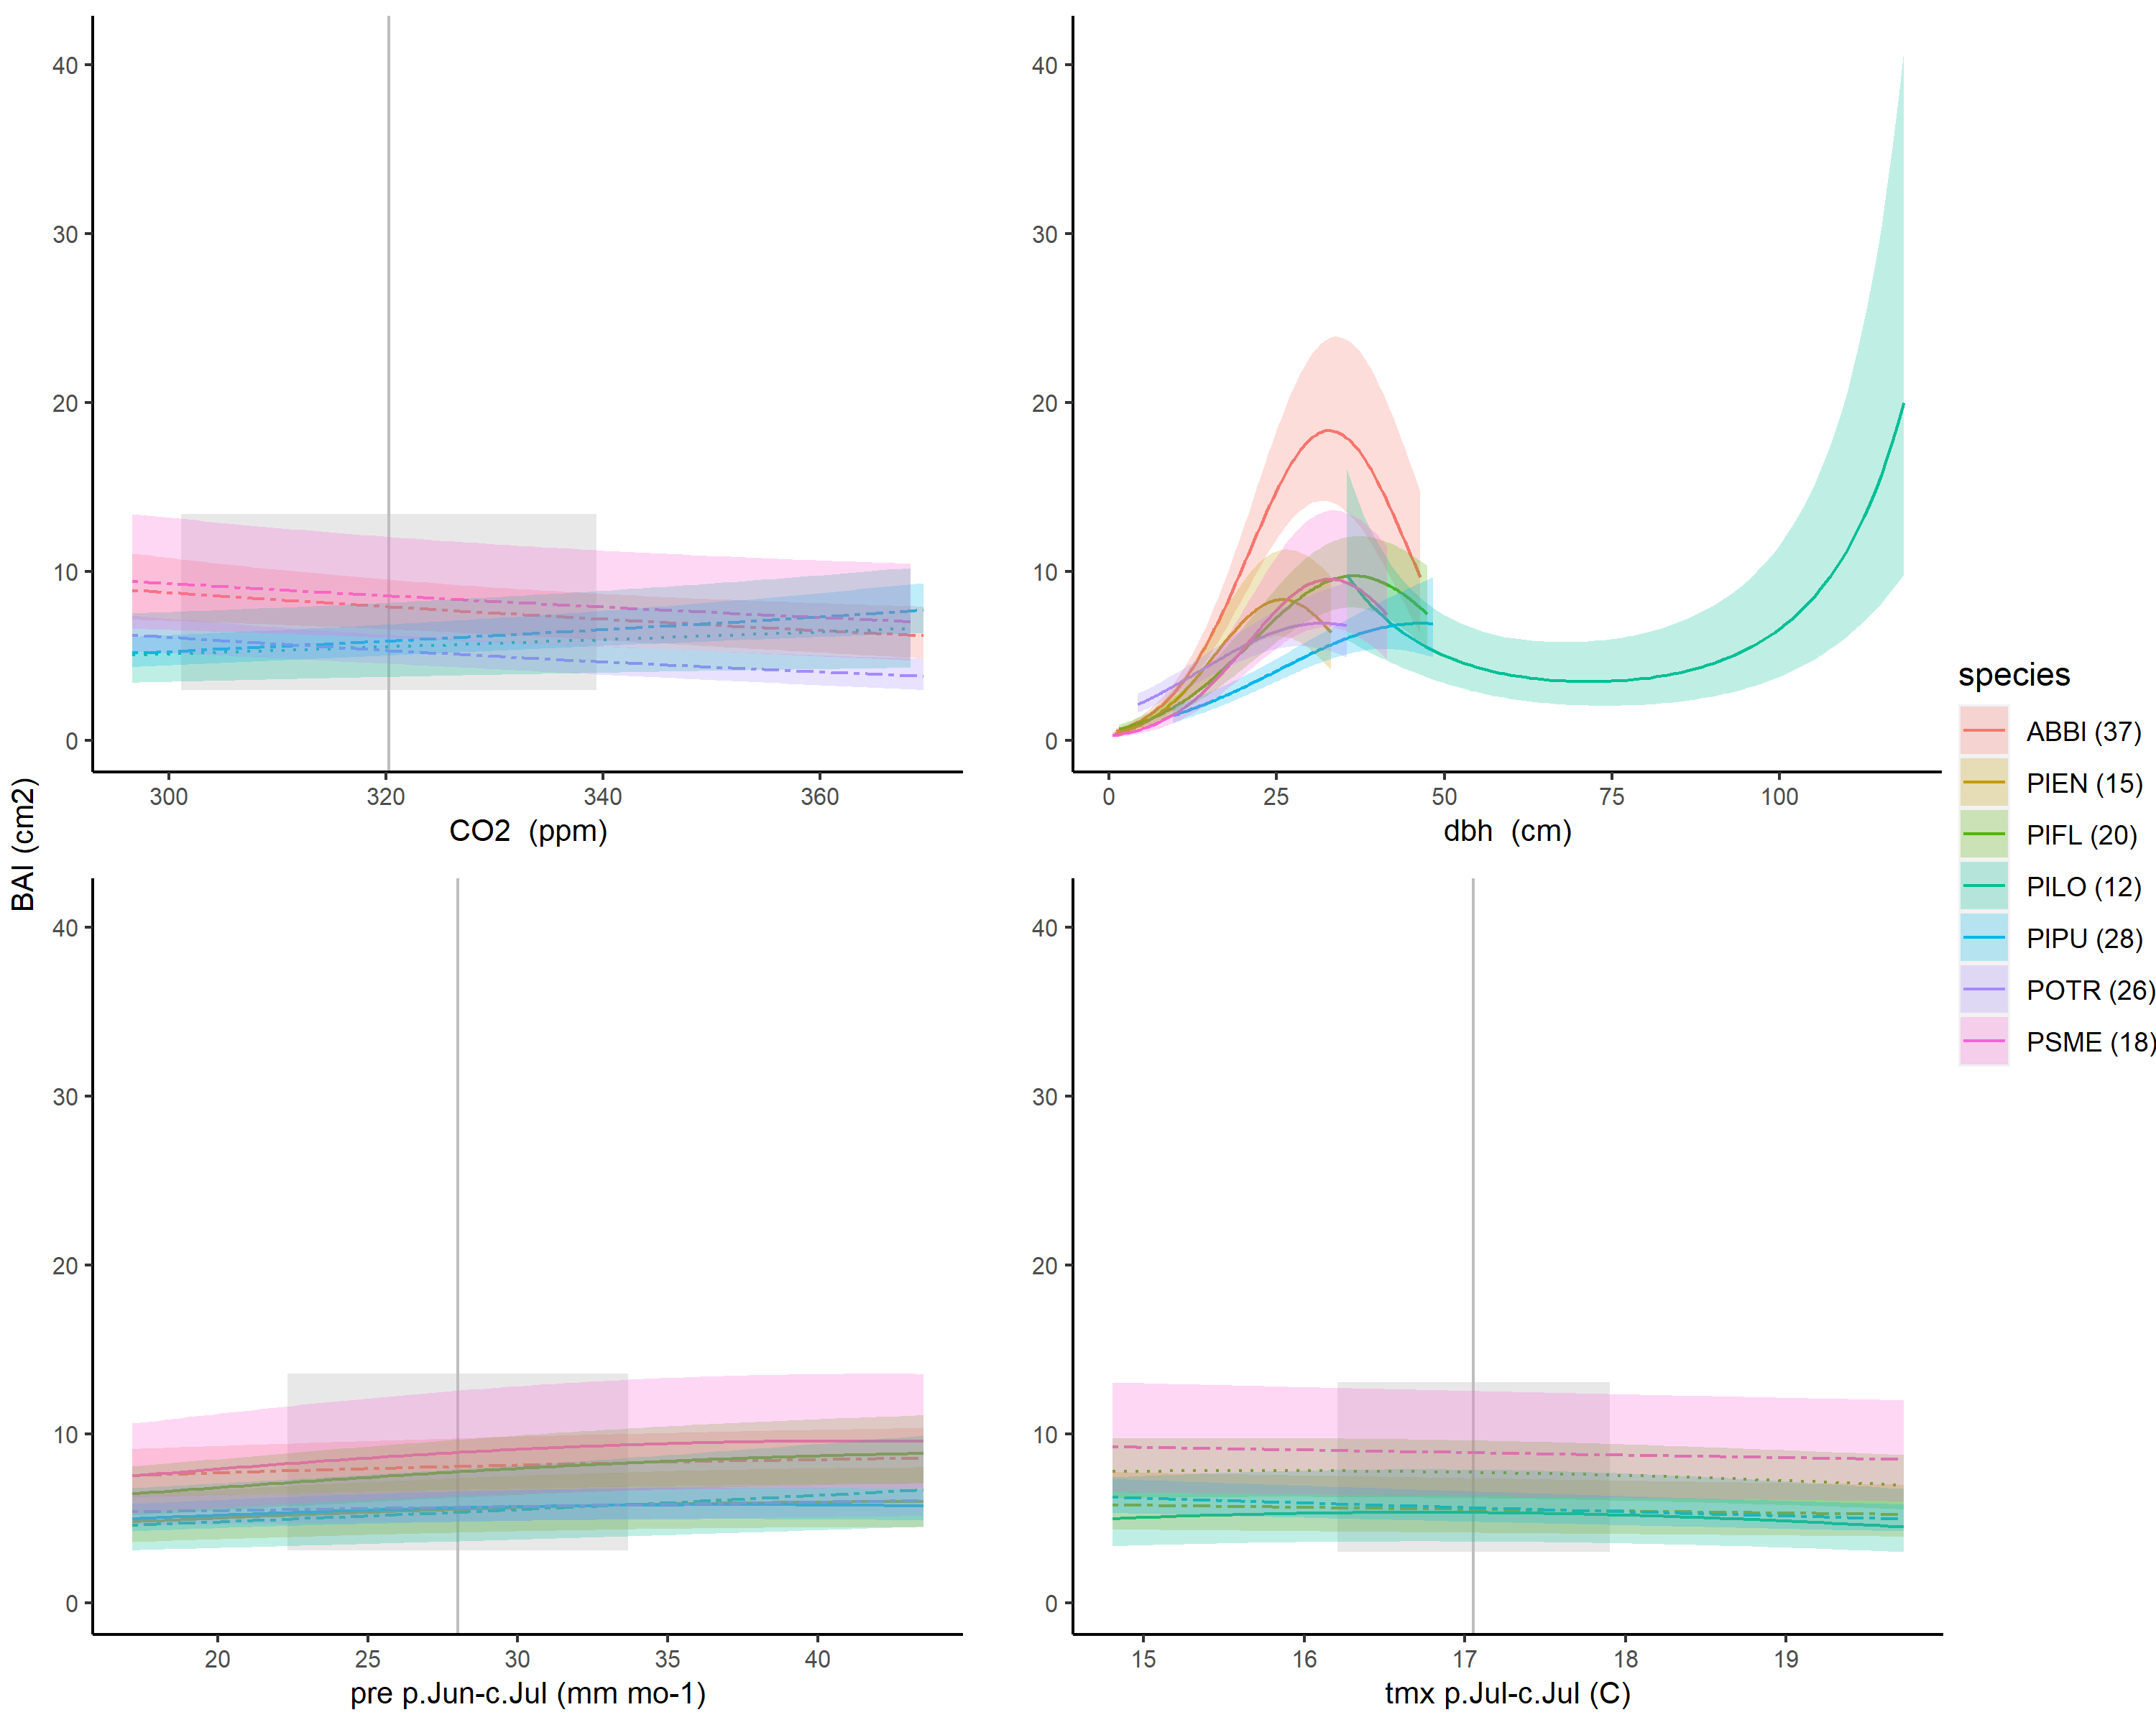 BAI (cm2)
40
30
20
10
0
300 320 340 360
CO2 (ppm)
40
30
20
10
0
0 25 50 75 100
dbh (cm)
40
30
20
10
0
20 25 30 35 40
pre p.Jun-c.Jul (mm mo-1)
40
30
20
10
0
15 16 17 18 19
tmx p.Jul-c.Jul (C)
species
ABBI (37)
PIEN (15)
PIFL (20)
PILO (12)
PIPU (28)
POTR (26)
PSME (18)